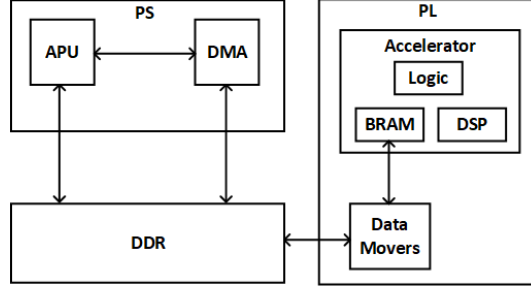 PS
APU
DMA
DDR
PL
Accelerator
Logic
BRAM
DSP
Data
Movers